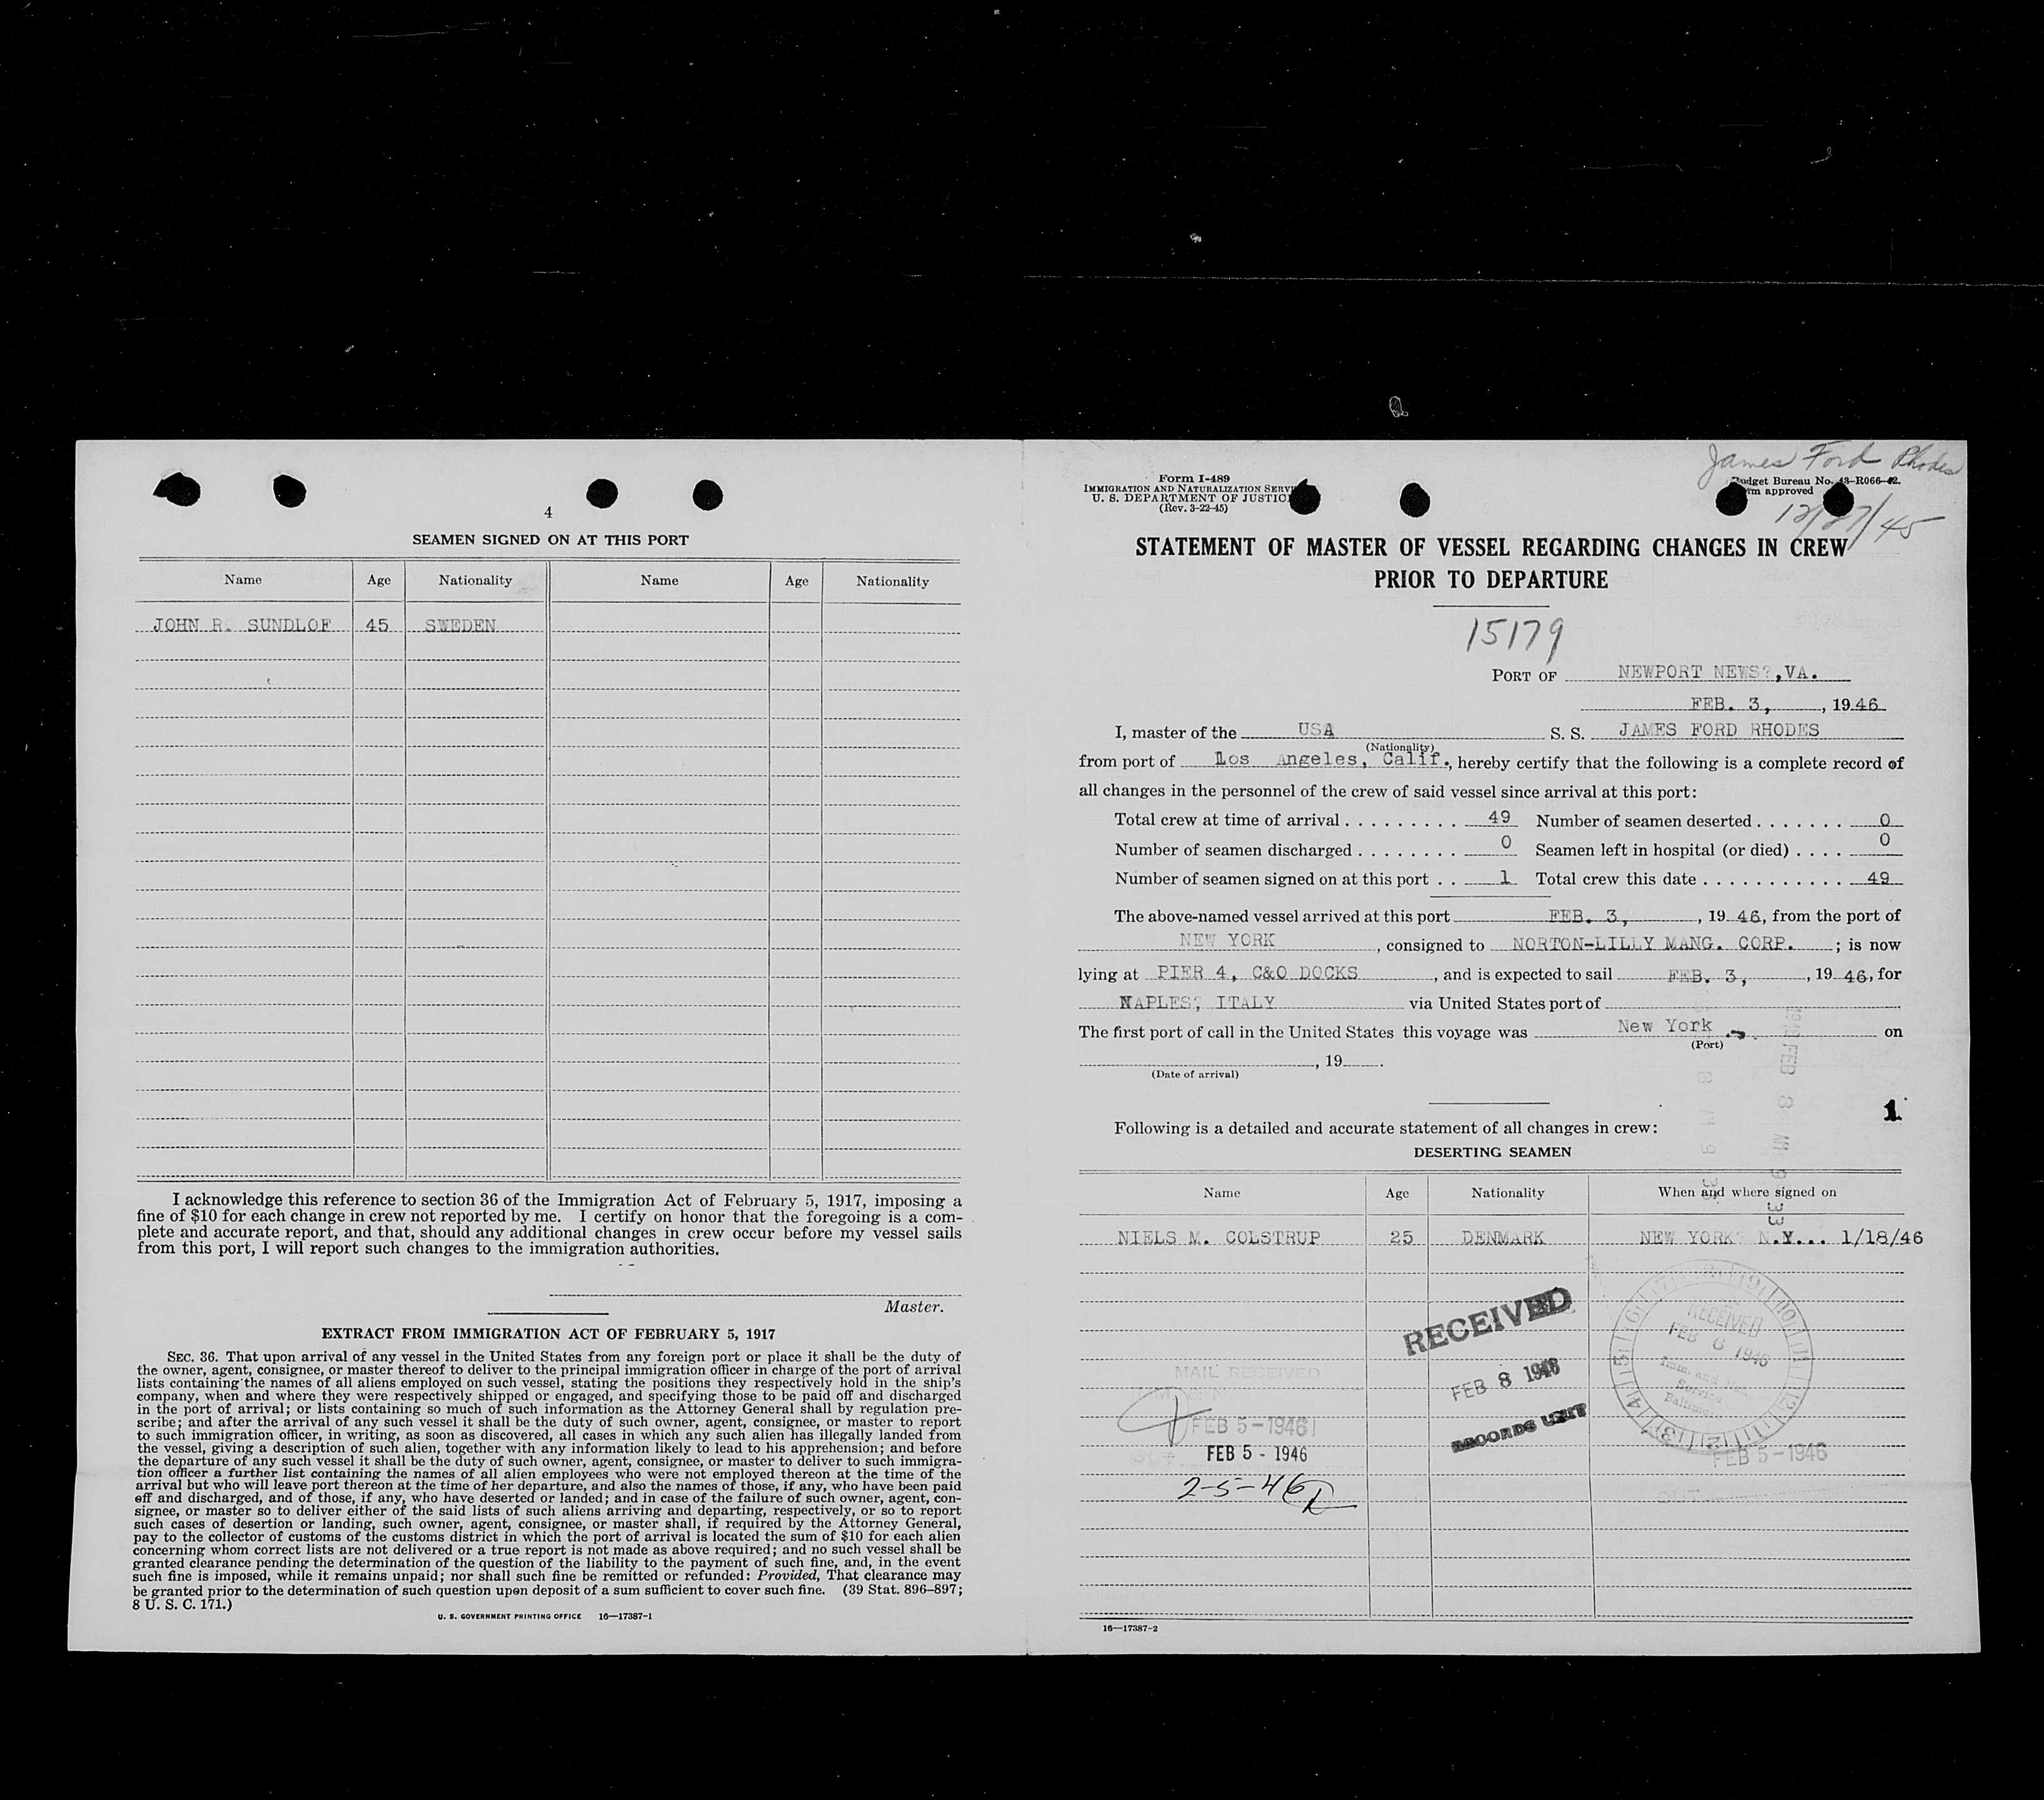 4
SEAMEN SIGNED ON AT THIS PORT
Name Age Nationality Name Age Nationality
JOHN R. SUNDLOF 45 SWEDEN
I acknowledge this reference to section 36 of the Immigration Act of February 5, 1917, imposing a
fine of $10 for each change in crew not reported by me. I certify on honor that the foregoing is a com-
plete and accurate report, and that, should any additional changes in crew occur before my vessel sails
from this port, I will report such changes to the immigration authorities.
Master.
EXTRACT FROM IMMIGRATION ACT OF FEBRUARY 5, 1917
SEC. 36. That upon arrival of any vessel in the United States from any foreign port or place it shall be the duty of
the owner, agent, consignee, or master thereof to deliver to the principal immigration officer in charge of the port of arrival
lists containing the names of all aliens employed on such vessel, stating the positions they respectively hold in the ship's
company, when and where they were respectively shipped or engaged, and specifying those to be paid off and discharged
in the port of arrival; or lists containing so much of such information as the Attorney General shall by regulation pre-
scribe; and after the arrival of any such vessel it shall be the duty of such owner, agent, consignee, or master to report
to such immigration officer, in writing, as soon as discovered, all cases in which any such alien has illegally landed from
the vessel, giving a description of such alien, together with any information likely to lead to his apprehension; and before
the departure of any such vessel it shall be the duty of such owner, agent, consignee, or master to deliver to such immigra-
tion officer a further list containing the names of all alien employees who were not employed thereon at the time of the
arrival but who will leave port thereon at the time of her departure, and also the names of those, if any, who have been paid
off and discharged, and of those, if any, who have deserted or landed; and in case of the failure of such owner, agent, con-
signee, or master so to deliver either of the said lists of such aliens arriving and departing, respectively, or so to report
such cases of desertion or landing, such owner, agent, consignee, or master shall, if required by the Attorney General,
pay to the collector of customs of the customs district in which the port of arrival is located the sum of $10 for each alien
concerning whom correct lists are not delivered or a true report is not made as above required; and no such vessel shall be
granted clearance pending the determination of the question of the liability to the payment of such fine, and, in the event
such fine is imposed, while it remains unpaid; nor shall such fine be remitted or refunded: Provided, That clearance may
be granted prior to the determination of such question upon deposit of a sum sufficient to cover such fine. (39 Stat. 896–897;
8 U. S. C. 171.)
U. S. GOVERNMENT PRINTING OFFICE 16—17387-1
James Ford Rhodes
12/27/45
Form I-489
IMMIGRATION AND NATURALIZATION SERV
U. S. DEPARTMENT OF JUSTIC
(Rev. 3-22-45)
Budget Bureau No. 43-R066-42.
Form approved
STATEMENT OF MASTER OF VESSEL REGARDING CHANGES IN CREW
PRIOR TO DEPARTURE
15179
PORT OF NEWPORT NEWS?,VA.
FEB. 3, , 1946
I, master of the USA S. S. JAMES FORD RHODES
(Nationality)
from port of Los Angeles, Calif., hereby certify that the following is a complete record of
all changes in the personnel of the crew of said vessel since arrival at this port:
Total crew at time of arrival . . . . . . . . . . 49 Number of seamen deserted . . . . . . . 0
Number of seamen discharged . . . . . . . . 0 Seamen left in hospital (or died) . . . . 0
Number of seamen signed on at this port . . 1 Total crew this date . . . . . . . . . . . . 49
The above-named vessel arrived at this port FEB. 3, , 19 46, from the port of
NEW YORK , consigned to NORTON-LILLY MANG. CORP. ; is now
lying at PIER 4, C&O DOCKS , and is expected to sail FEB. 3, , 19 46, for
NAPLES?, ITALY via United States port of
The first port of call in the United States this voyage was New York on
(Port)
, 19 .
(Date of arrival)
1946 FEB 8 AM 9 33
1
Following is a detailed and accurate statement of all changes in crew:
DESERTING SEAMEN
Name Age Nationality When and where signed on
NIELS M. COLSTRUP 25 DENMARK NEW YORK N.Y... 1/18/46
RECEIVED
FEB 8 1946
RECORDS UNIT
MAIL RECEIVED
FEB 5-1946
FEB 5 - 1946
2-5-46
RECEIVED
FEB 6 1946
Service
Baltimore
FEB 5-1946
16—17387-2